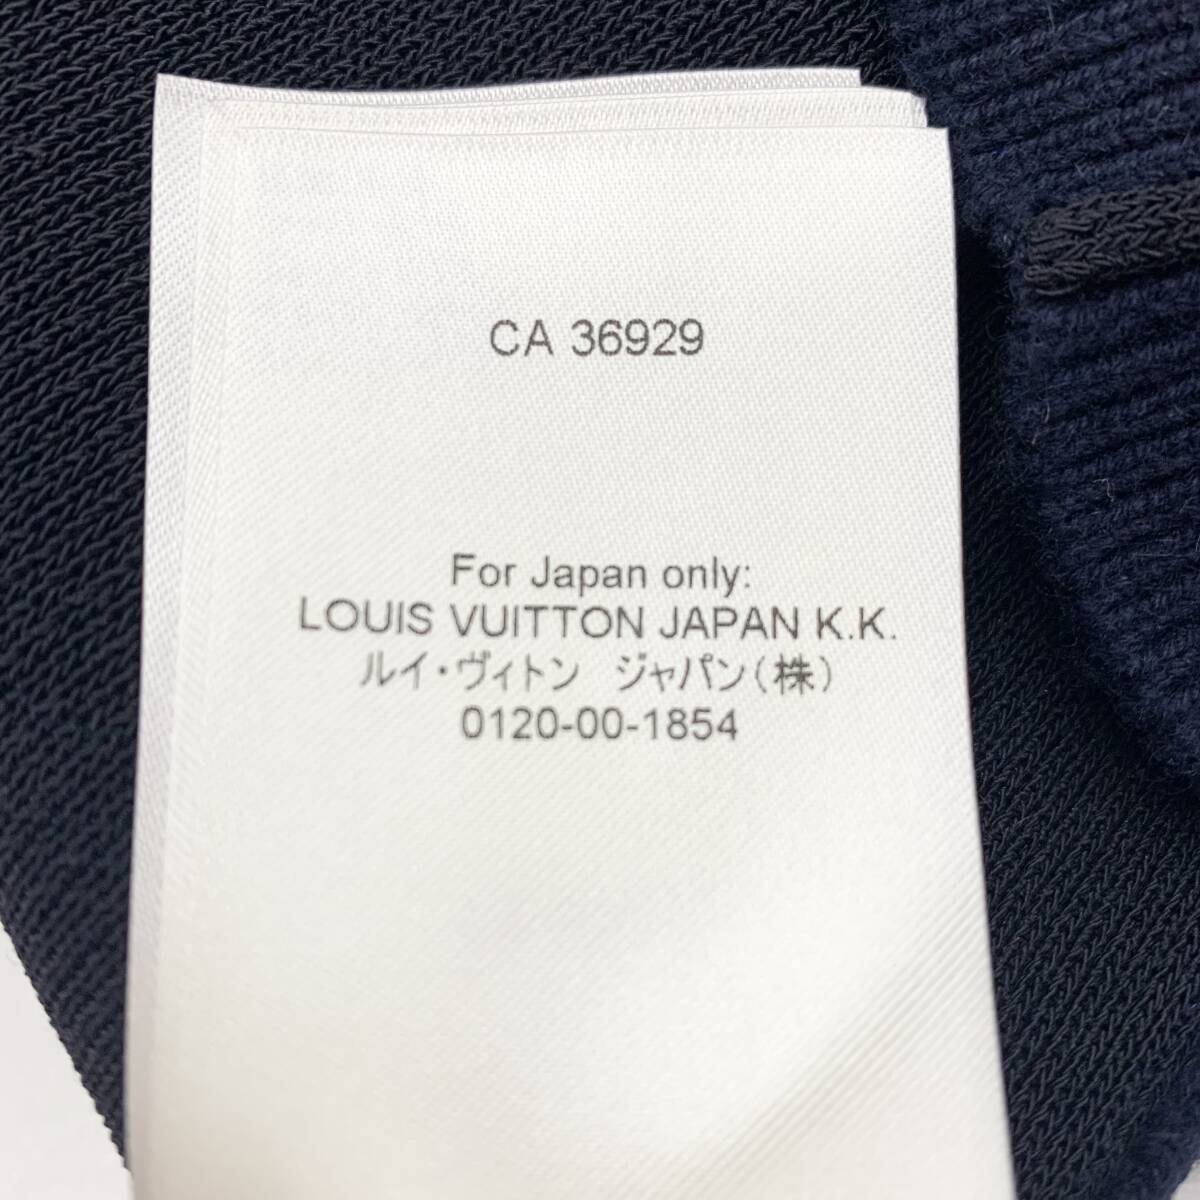 CA 36929
For Japan only:
LOUIS VUITTON JAPAN K.K.
ルイ・ヴィトン　ジャパン(株)
0120-00-1854